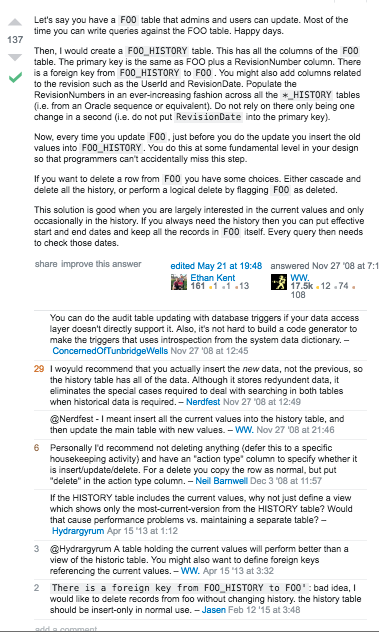 Let's say you have a FOO table that admins and users can update. Most of the
time you can write queries against the FOO table. Happy days.
137
Then, I would create a FOO_HISTORY table. This has all the columns of the FOO
table. The primary key is the same as FOO plus a RevisionNumber column. There
is a foreign key from FOO_HISTORY to FOO. You might also add columns related
to the revision such as the UserId and RevisionDate. Populate the
RevisionNumbers in an ever-increasing fashion across all the *_HISTORY tables
(i.e. from an Oracle sequence or equivalent). Do not rely on there only being one
change in a second (i.e. do not put RevisionDate into the primary key).
Now, every time you update FOO, just before you do the update you insert the old
values into FOO_HISTORY. You do this at some fundamental level in your design
so that programmers can't accidentally miss this step.
If you want to delete a row from FOO you have some choices. Either cascade and
delete all the history, or perform a logical delete by flagging FOO as deleted.
This solution is good when you are largely interested in the current values and only
occasionally in the history. If you always need the history then you can put effective
start and end dates and keep all the records in FOO itself. Every query then needs
to check those dates.
share improve this answer
edited May 21 at 19:48
Ethan Kent
161 1 1 13
answered Nov 27 '08 at 7:1
WW.
17.5k 12 74
108
You can do the audit table updating with database triggers if your data access
layer doesn't directly support it. Also, it's not hard to build a code generator to
make the triggers that uses introspection from the system data dictionary. –
ConcernedOfTunbridgeWells Nov 27 '08 at 12:45
29 I woyuld recommend that you actually insert the new data, not the previous, so
the history table has all of the data. Although it stores redyundent data, it
eliminates the special cases required to deal with searching in both tables
when historical data is required. – Nerdfest Nov 27 '08 at 12:49
@Nerdfest - I meant insert all the current values into the history table, and
then update the main table with new values. – WW. Nov 27 '08 at 21:46
6 Personally I'd recommend not deleting anything (defer this to a specific
housekeeping activity) and have an "action type" column to specify whether it
is insert/update/delete. For a delete you copy the row as normal, but put
"delete" in the action type column. – Neil Barnwell Dec 3 '08 at 11:57
If the HISTORY table includes the current values, why not just define a view
which shows only the most-current-version from the HISTORY table? Would
that cause performance problems vs. maintaining a separate table? –
Hydrargyrum Apr 15 '13 at 1:12
3 @Hydrargyrum A table holding the current values will perform better than a
view of the historic table. You might also want to define foreign keys
referencing the current values. – WW. Apr 15 '13 at 3:32
2 There is a foreign key from FOO_HISTORY to FOO': bad idea, I
would like to delete records from foo without changing history. the history table
should be insert-only in normal use. – Jasen Feb 12 '15 at 3:48
add a comment